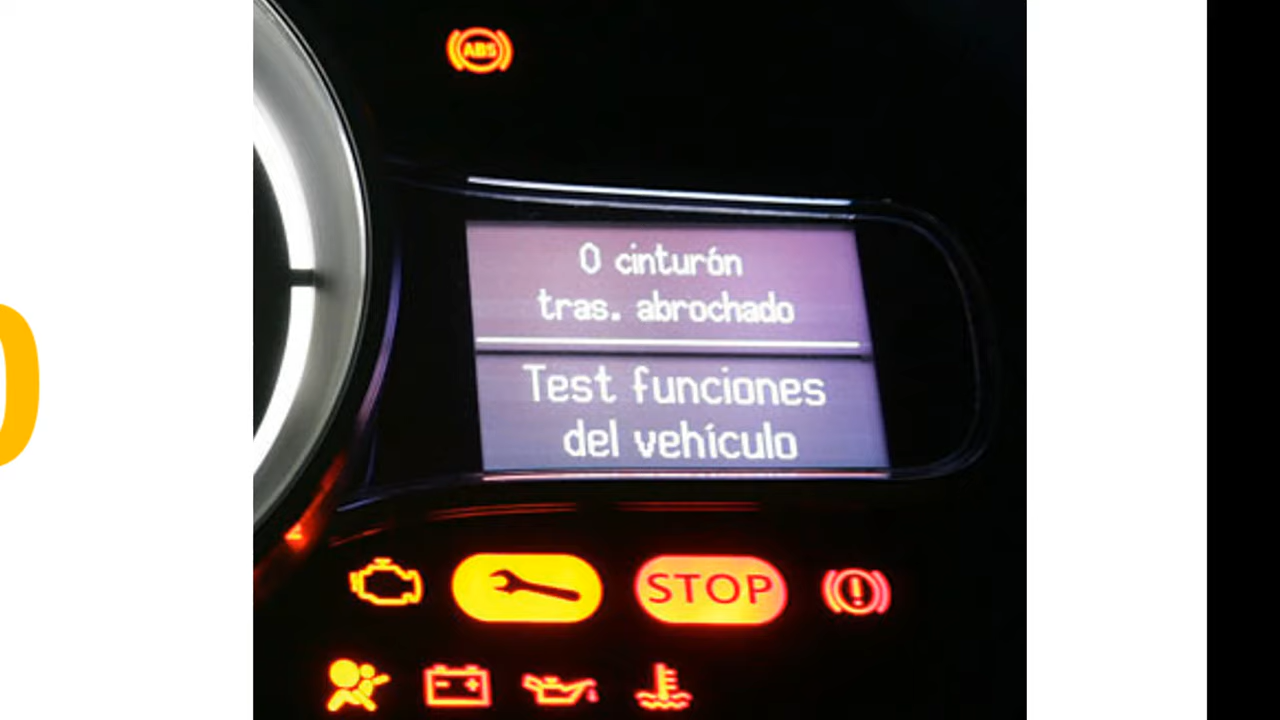 ABS
0 cinturón
tras. abrochado
Test funciones
del vehículo
STOP